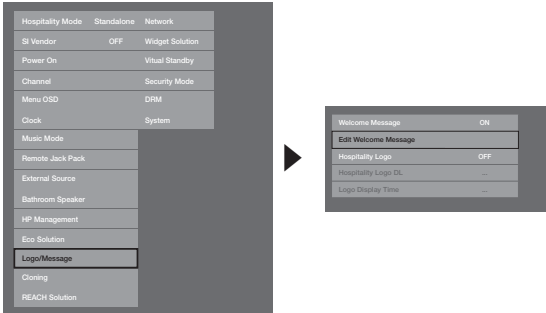 Hospitality Mode Standalone Network
SI Vendor OFF Widget Solution
Power On Vitual Standby
Channel Security Mode
Menu OSD DRM
Clock System
Music Mode
Remote Jack Pack
External Source
Bathroom Speaker
HP Management
Eco Solution
Logo/Message
Cloning
REACH Solution
Welcome Message ON
Edit Welcome Message
Hospitality Logo OFF
Hospitality Logo DL ...
Logo Display Time ...